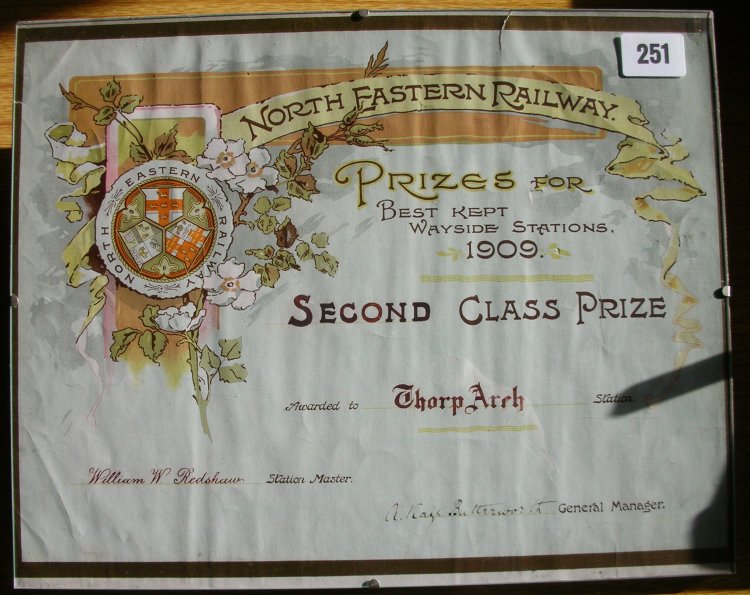 251
NORTH EASTERN RAILWAY.
NORTH EASTERN RAILWAY
PRIZES FOR
BEST KEPT
WAYSIDE STATIONS,
1909.
SECOND CLASS PRIZE
Awarded to Thorp Arch Station.
William W Redshaw Station Master.
A. Kaye Butterworth General Manager.